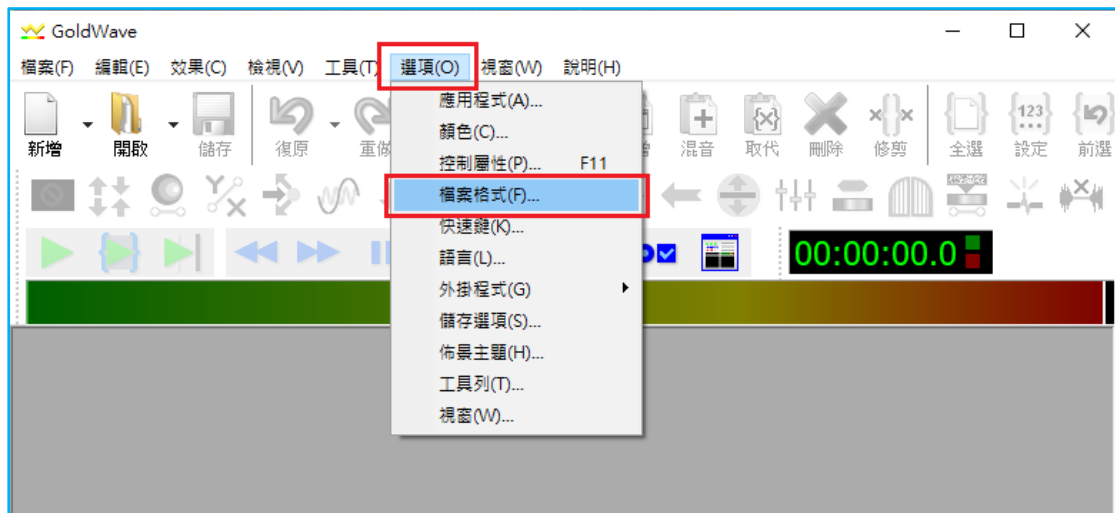 GoldWave
檔案(F) 編輯(E) 效果(C) 檢視(V) 工具(T) 選項(O) 視窗(W) 說明(H)
應用程式(A)...
顏色(C)...
控制屬性(P)... F11
檔案格式(F)...
快速鍵(K)...
語言(L)...
外掛程式(G)
儲存選項(S)...
佈景主題(H)...
工具列(T)...
視窗(W)...
123
新增 開啟 儲存 復原 重做 混音 取代 刪除 修剪 全選 設定 前選
00:00:00.0